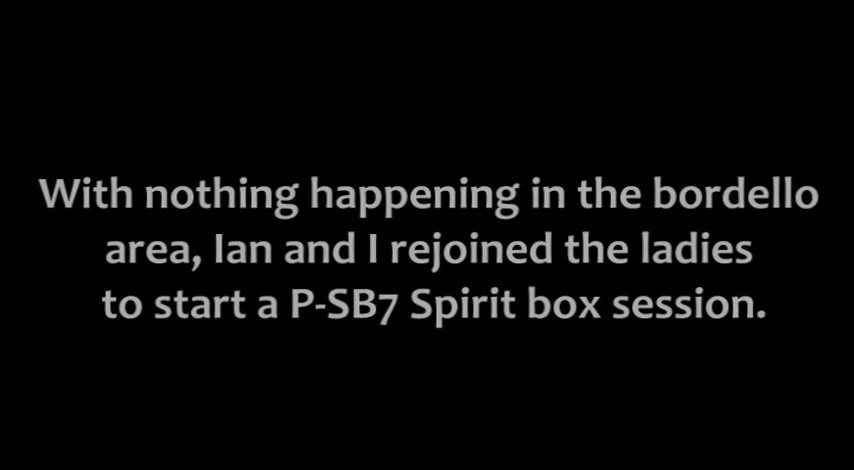 With nothing happening in the bordello
area, Ian and I rejoined the ladies
to start a P-SB7 Spirit box session.